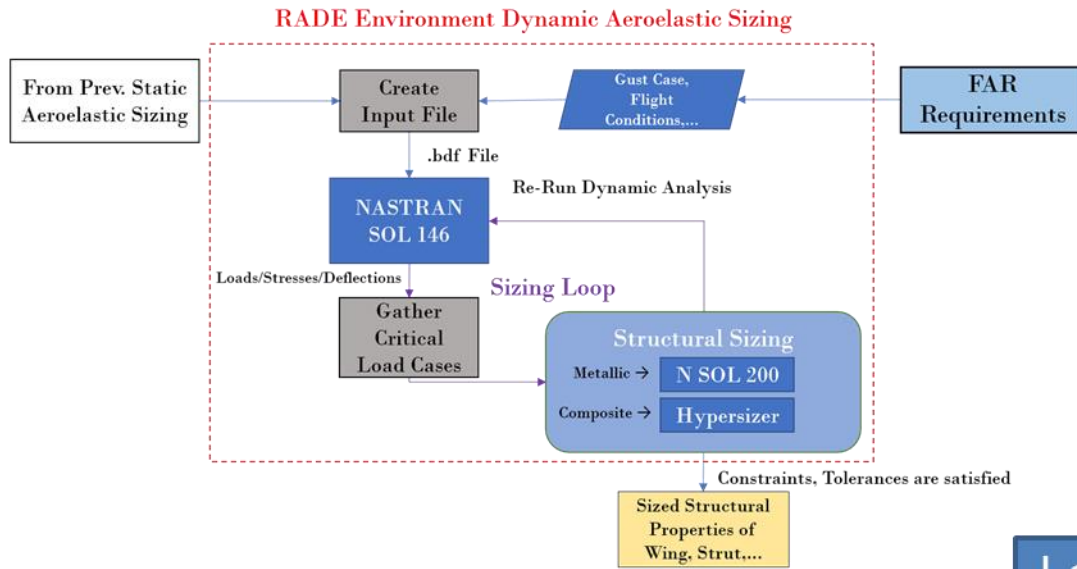 RADE Environment Dynamic Aeroelastic Sizing
From Prev. Static
Aeroelastic Sizing
Create
Input File
Gust Case,
Flight
Conditions,...
FAR
Requirements
.bdf File
Re-Run Dynamic Analysis
NASTRAN
SOL 146
Loads/Stresses/Deflections
Sizing Loop
Gather
Critical
Load Cases
Structural Sizing
Metallic → N SOL 200
Composite → Hypersizer
Constraints, Tolerances are satisfied
Sized Structural
Properties of
Wing, Strut,...